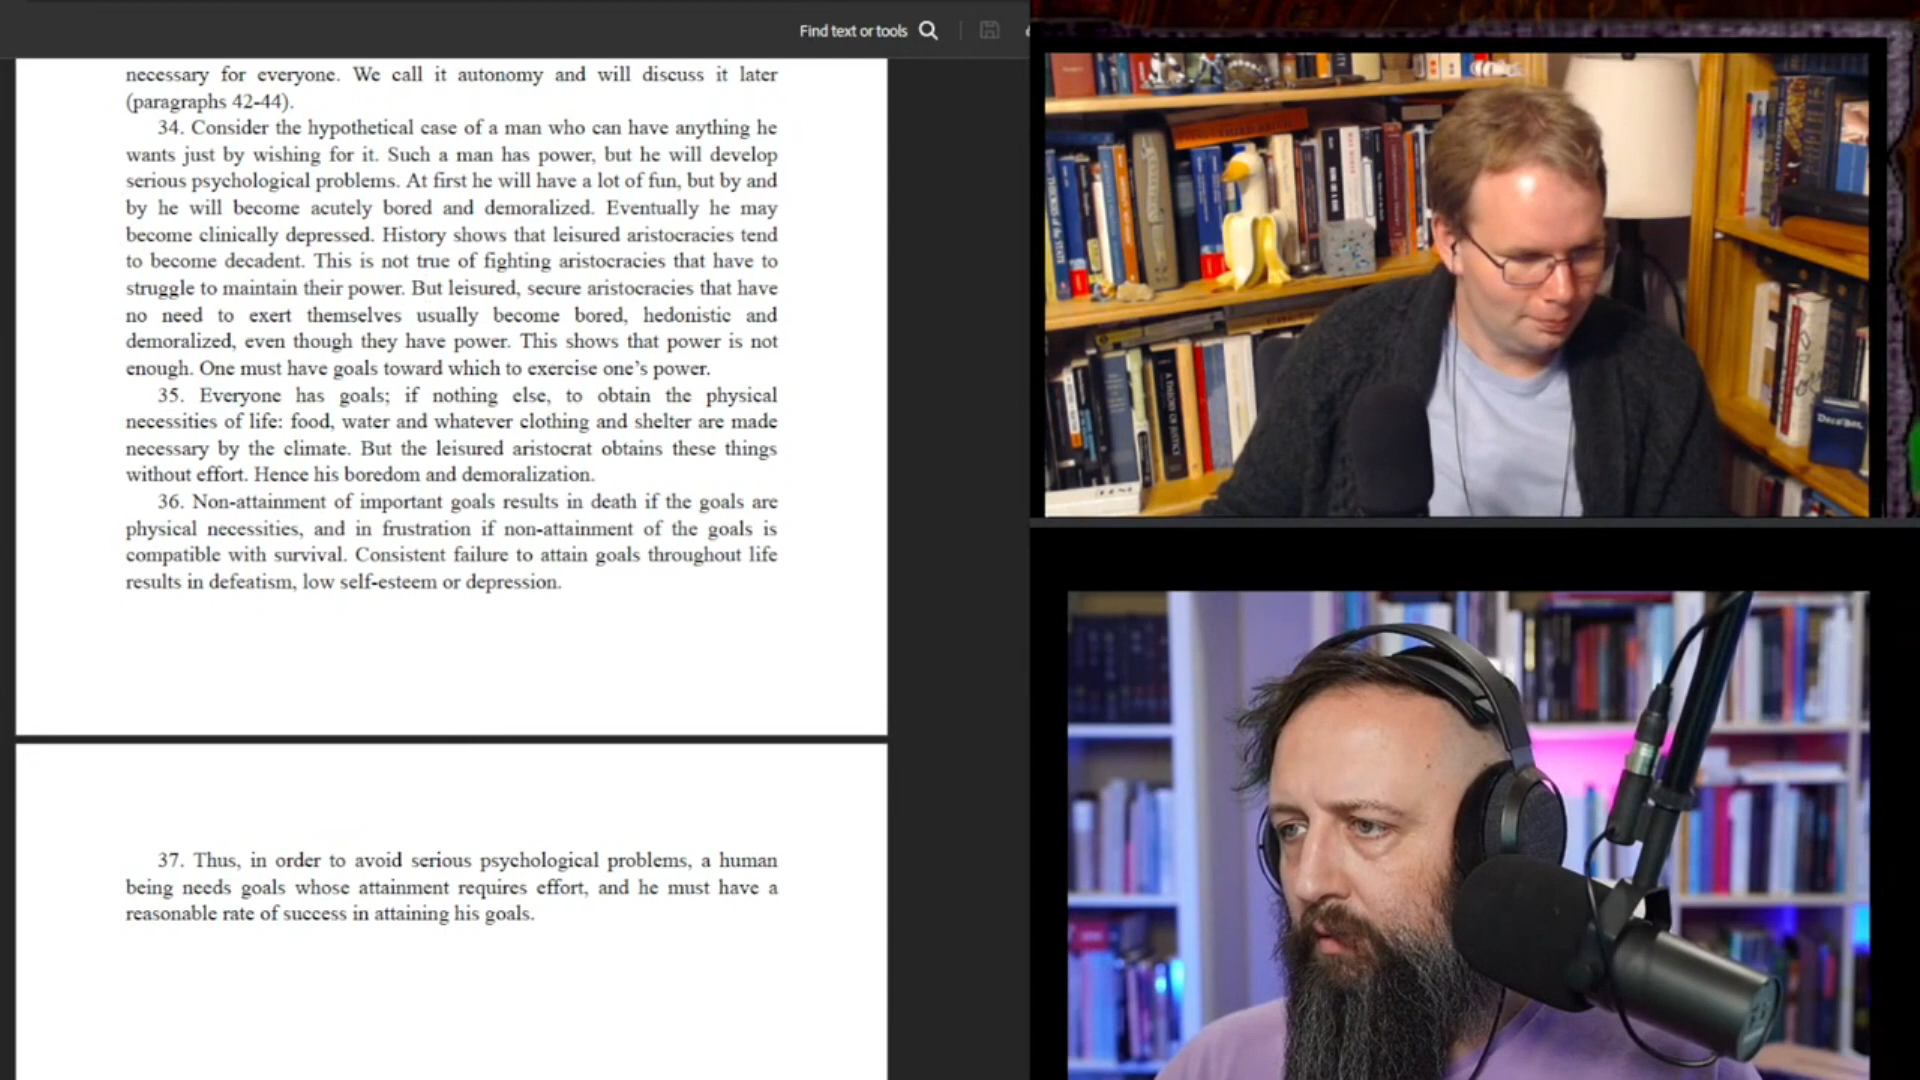 Find text or tools
necessary for everyone. We call it autonomy and will discuss it later
(paragraphs 42-44).
34. Consider the hypothetical case of a man who can have anything he
wants just by wishing for it. Such a man has power, but he will develop
serious psychological problems. At first he will have a lot of fun, but by and
by he will become acutely bored and demoralized. Eventually he may
become clinically depressed. History shows that leisured aristocracies tend
to become decadent. This is not true of fighting aristocracies that have to
struggle to maintain their power. But leisured, secure aristocracies that have
no need to exert themselves usually become bored, hedonistic and
demoralized, even though they have power. This shows that power is not
enough. One must have goals toward which to exercise one’s power.
35. Everyone has goals; if nothing else, to obtain the physical
necessities of life: food, water and whatever clothing and shelter are made
necessary by the climate. But the leisured aristocrat obtains these things
without effort. Hence his boredom and demoralization.
36. Non-attainment of important goals results in death if the goals are
physical necessities, and in frustration if non-attainment of the goals is
compatible with survival. Consistent failure to attain goals throughout life
results in defeatism, low self-esteem or depression.
37. Thus, in order to avoid serious psychological problems, a human
being needs goals whose attainment requires effort, and he must have a
reasonable rate of success in attaining his goals.
A THEORY OF JUSTICE